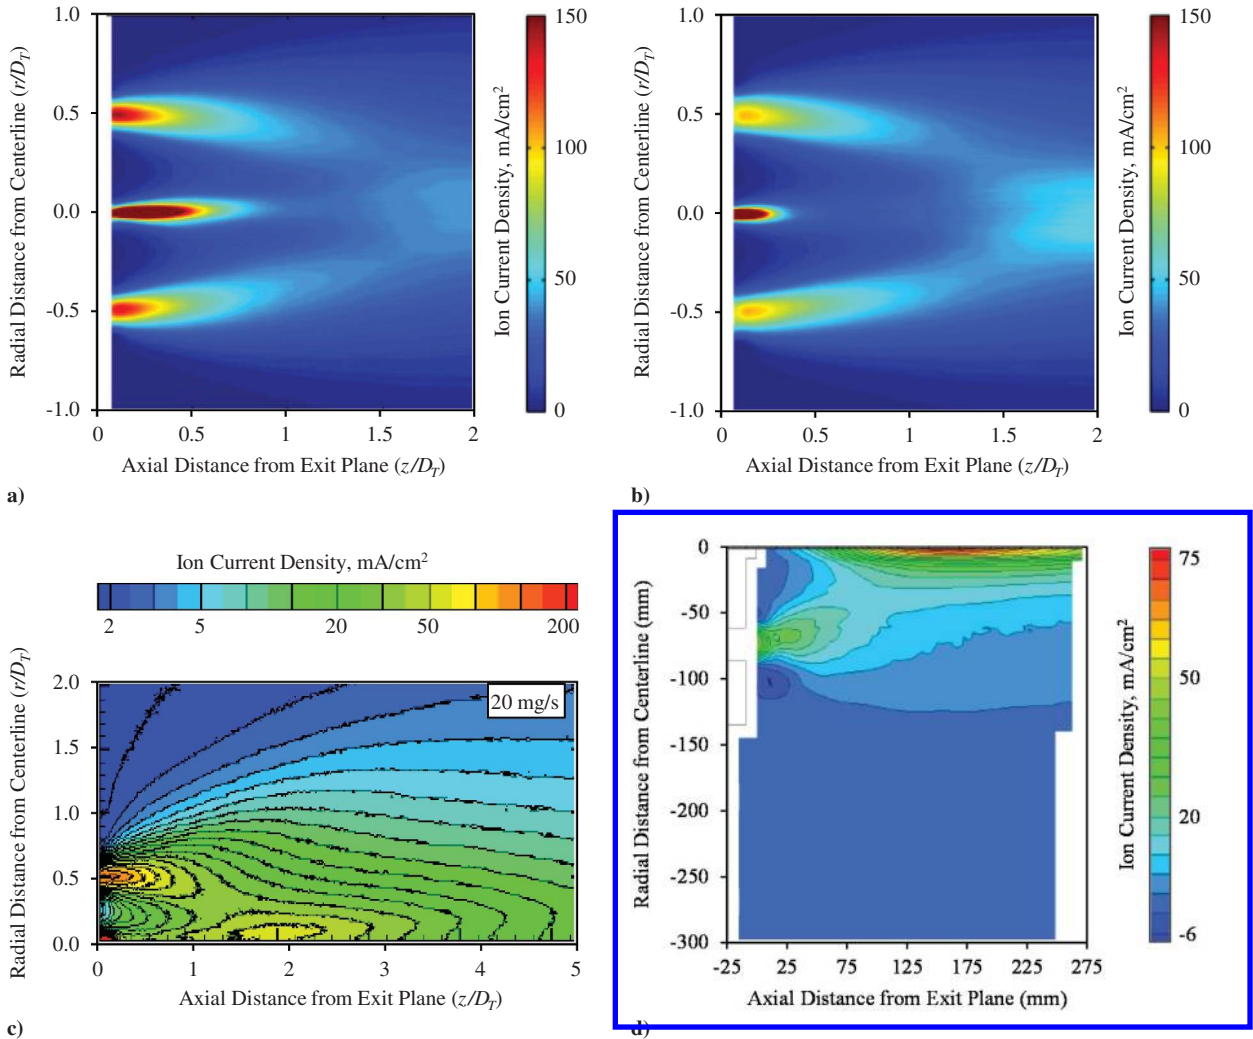 1.0
0.5
0.0
-0.5
-1.0
Radial Distance from Centerline (r/D_T)
0
0.5
1
1.5
2
Axial Distance from Exit Plane (z/D_T)
150
100
50
0
Ion Current Density, mA/cm²
a)
1.0
0.5
0.0
-0.5
-1.0
Radial Distance from Centerline (r/D_T)
0
0.5
1
1.5
2
Axial Distance from Exit Plane (z/D_T)
150
100
50
0
Ion Current Density, mA/cm²
b)
Ion Current Density, mA/cm²
2 5 20 50 200
20 mg/s
2.0
1.5
1.0
0.5
0.0
Radial Distance from Centerline (r/D_T)
0 1 2 3 4 5
Axial Distance from Exit Plane (z/D_T)
c)
0
-50
-100
-150
-200
-250
-300
Radial Distance from Centerline (mm)
-25 25 75 125 175 225 275
Axial Distance from Exit Plane (mm)
75
50
20
-6
Ion Current Density, mA/cm²
d)